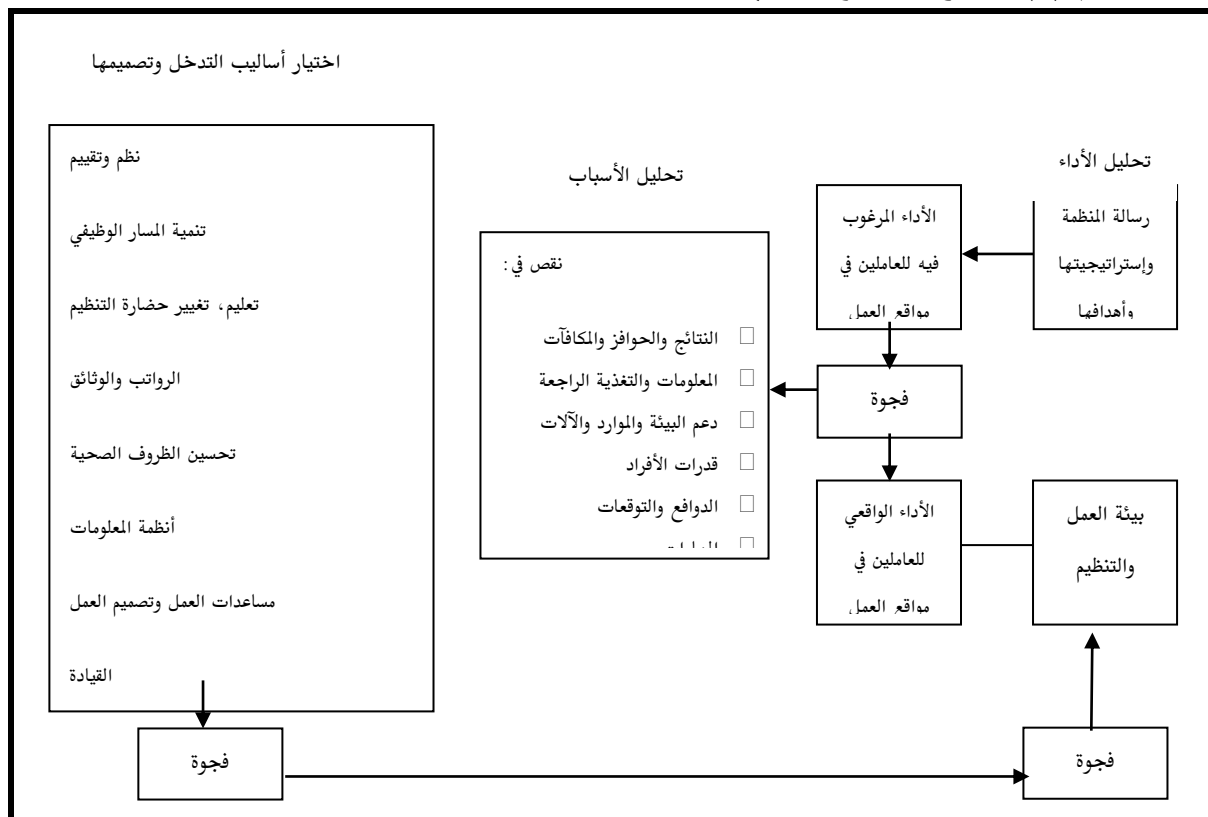 اختيار أساليب التدخل وتصميمها
تحليل الأداء
رسالة المنظمة
وإستراتيجيتها
وأهدافها
الأداء المرغوب
فيه للعاملين في
مواقع العمل
فجوة
الأداء الواقعي
للعاملين في
مواقع العمل
بيئة العمل
والتنظيم
تحليل الأسباب
نقص في:
النتائج والحوافز والمكافآت
المعلومات والتغذية الراجعة
دعم البيئة والموارد والآلات
قدرات الأفراد
الدوافع والتوقعات
نظم وتقييم
تنمية المسار الوظيفي
تعليم، تغيير حضارة التنظيم
الرواتب والوثائق
تحسين الظروف الصحية
أنظمة المعلومات
مساعدات العمل وتصميم العمل
القيادة
فجوة
فجوة